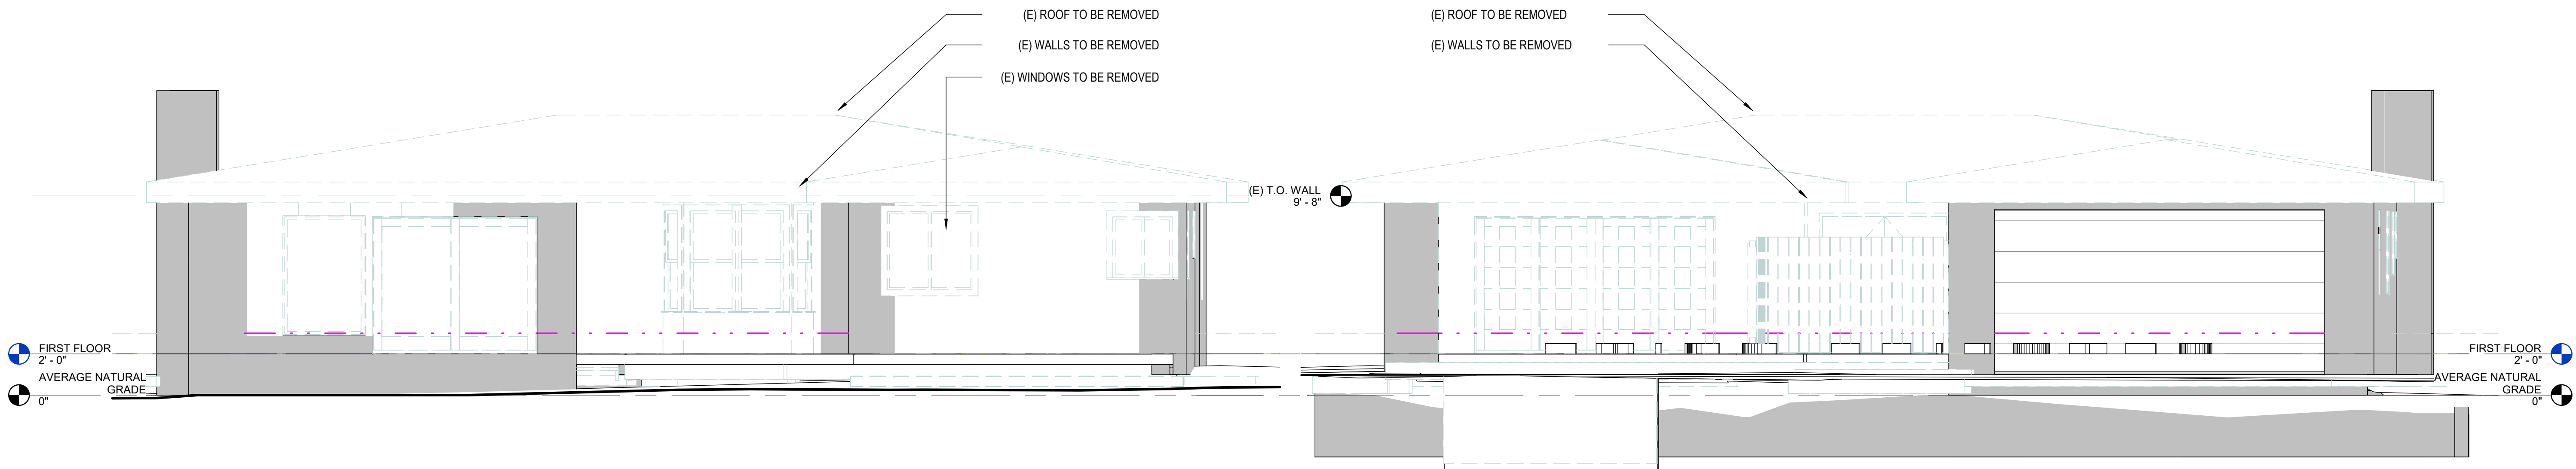 (E) ROOF TO BE REMOVED
(E) WALLS TO BE REMOVED
(E) WINDOWS TO BE REMOVED
(E) ROOF TO BE REMOVED
(E) WALLS TO BE REMOVED
(E) T.O. WALL
9' - 8"
FIRST FLOOR
2' - 0"
AVERAGE NATURAL
GRADE
0"
FIRST FLOOR
2' - 0"
AVERAGE NATURAL
GRADE
0"